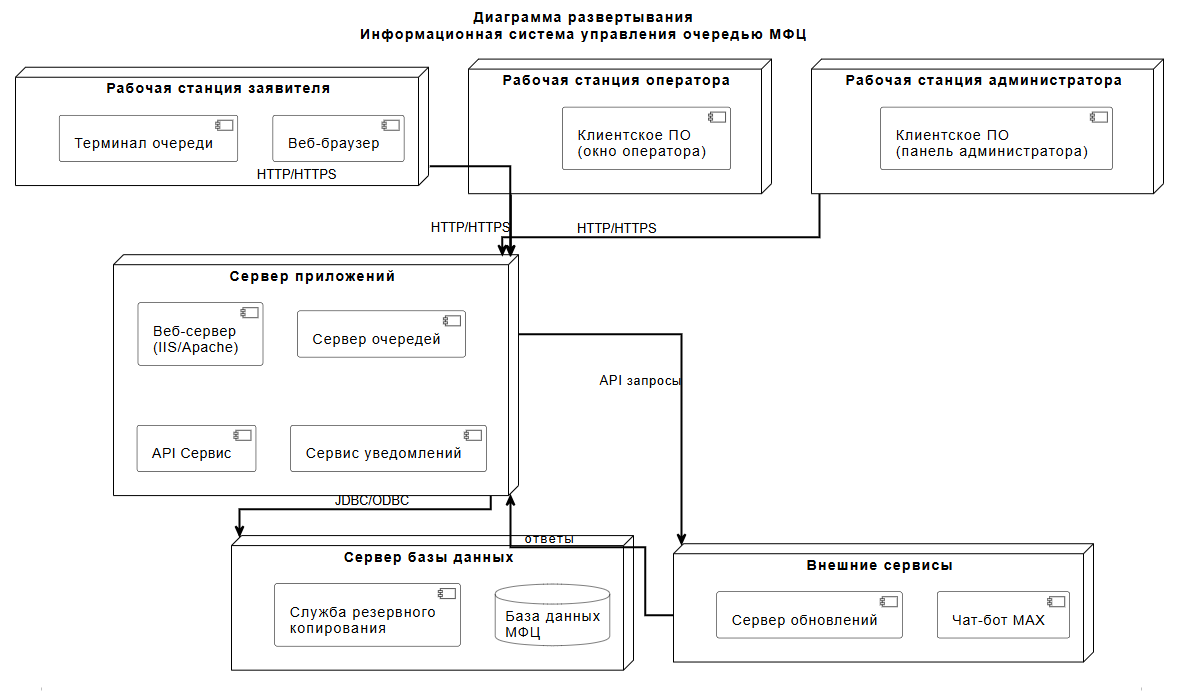 Диаграмма развертывания
Информационная система управления очередью МФЦ
Рабочая станция заявителя
Терминал очереди
Веб-браузер
Рабочая станция оператора
Клиентское ПО
(окно оператора)
Рабочая станция администратора
Клиентское ПО
(панель администратора)
HTTP/HTTPS
HTTP/HTTPS
HTTP/HTTPS
Сервер приложений
Веб-сервер
(IIS/Apache)
Сервер очередей
API Сервис
Сервис уведомлений
API запросы
JDBC/ODBC
ответы
Сервер базы данных
Служба резервного
копирования
База данных
МФЦ
Внешние сервисы
Сервер обновлений
Чат-бот MAX